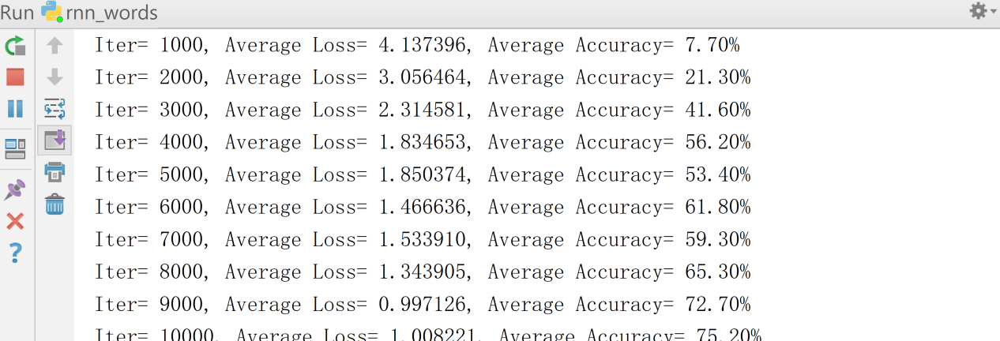 Run rnn_words
Iter= 1000, Average Loss= 4.137396, Average Accuracy= 7.70%
Iter= 2000, Average Loss= 3.056464, Average Accuracy= 21.30%
Iter= 3000, Average Loss= 2.314581, Average Accuracy= 41.60%
Iter= 4000, Average Loss= 1.834653, Average Accuracy= 56.20%
Iter= 5000, Average Loss= 1.850374, Average Accuracy= 53.40%
Iter= 6000, Average Loss= 1.466636, Average Accuracy= 61.80%
Iter= 7000, Average Loss= 1.533910, Average Accuracy= 59.30%
Iter= 8000, Average Loss= 1.343905, Average Accuracy= 65.30%
Iter= 9000, Average Loss= 0.997126, Average Accuracy= 72.70%
Iter= 10000, Average Loss= 1.008221, Average Accuracy= 75.20%